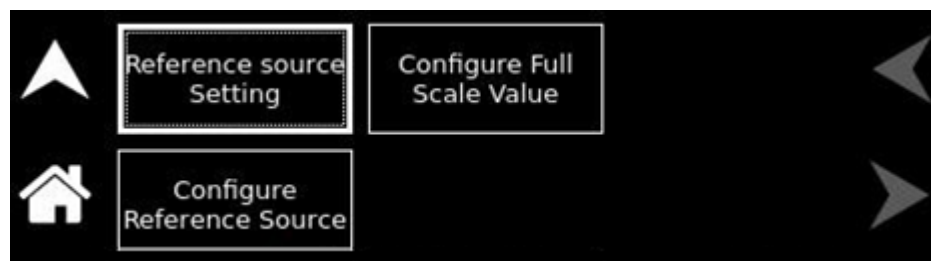 Reference source
Setting
Configure Full
Scale Value
Configure
Reference Source